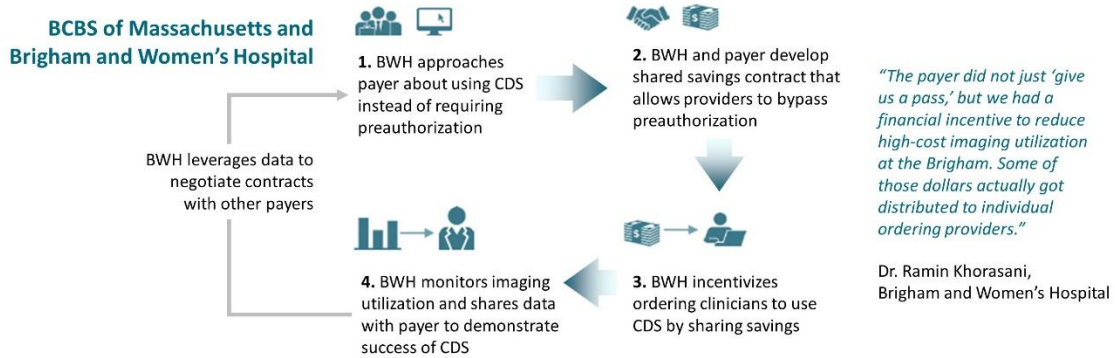 BCBS of Massachusetts and
Brigham and Women's Hospital
1. BWH approaches
payer about using CDS
instead of requiring
preauthorization
2. BWH and payer develop
shared savings contract that
allows providers to bypass
preauthorization
3. BWH incentivizes
ordering clinicians to use
CDS by sharing savings
4. BWH monitors imaging
utilization and shares data
with payer to demonstrate
success of CDS
BWH leverages data to
negotiate contracts
with other payers
“The payer did not just ‘give
us a pass,’ but we had a
financial incentive to reduce
high-cost imaging utilization
at the Brigham. Some of
those dollars actually got
distributed to individual
ordering providers.”
Dr. Ramin Khorasani,
Brigham and Women's Hospital